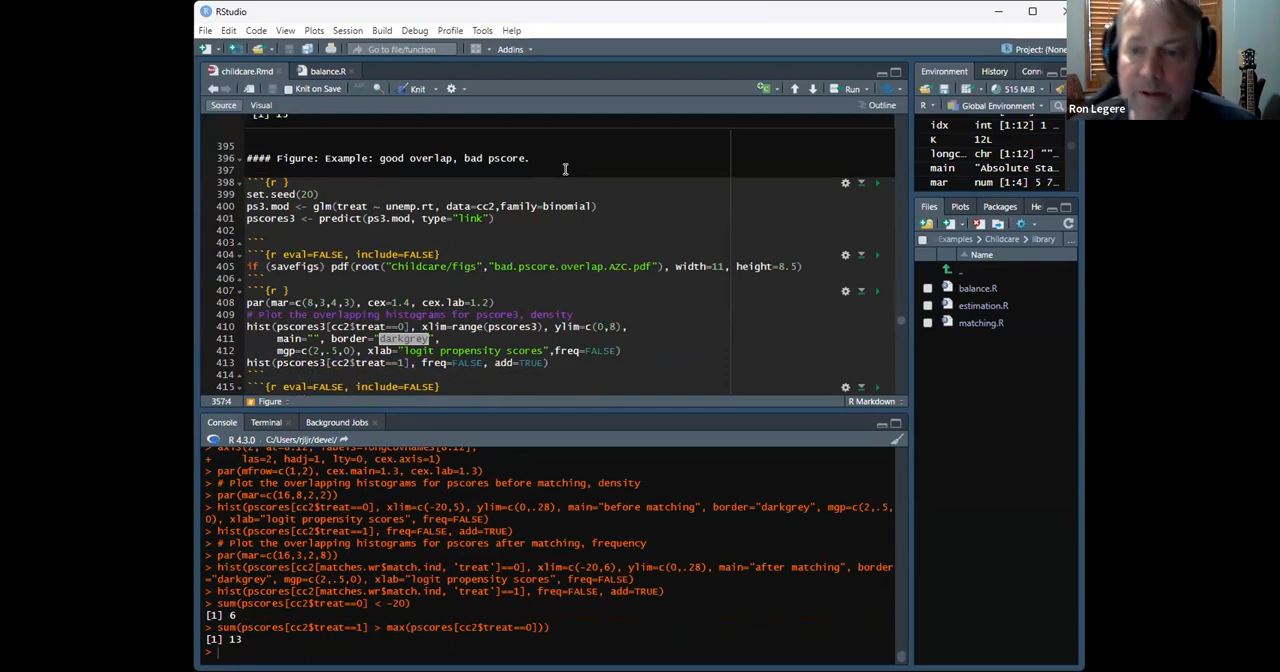 RStudio
File Edit Code View Plots Session Build Debug Profile Tools Help
Go to file/function
Addins
Project: (None
Ron Legere
childcare.Rmd
balance.R
Knit on Save
Knit
Run
Source Visual
Outline
[1] 13
395
396 #### Figure: Example: good overlap, bad pscore.
397
398 ```{r }
399 set.seed(20)
400 ps3.mod <- glm(treat ~ unemp.rt, data=cc2,family=binomial)
401 pscores3 <- predict(ps3.mod, type="link")
402
403 ```
404 ```{r eval=FALSE, include=FALSE}
405 if (savefigs) pdf(root("Childcare/figs","bad.pscore.overlap.AZC.pdf"), width=11, height=8.5)
406 ```
407 ```{r }
408 par(mar=c(8,3,4,3), cex=1.4, cex.lab=1.2)
409 # Plot the overlapping histograms for pscore3, density
410 hist(pscores3[cc2$treat==0], xlim=range(pscores3), ylim=c(0,8),
411 main="", border="darkgrey",
412 mgp=c(2,.5,0), xlab="logit propensity scores",freq=FALSE)
413 hist(pscores3[cc2$treat==1], freq=FALSE, add=TRUE)
414 ```
415 ```{r eval=FALSE, include=FALSE}
357:4 Figure:
R Markdown
Console Terminal Background Jobs
R 4.3.0 · C:/Users/rjljr/devel/
> axis(2, at=8:12, labels=longcovnames[8:12],
+ las=2, hadj=1, lty=0, cex.axis=1)
> par(mfrow=c(1,2), cex.main=1.3, cex.lab=1.3)
> # Plot the overlapping histograms for pscores before matching, density
> par(mar=c(16,8,2,2))
> hist(pscores[cc2$treat==0], xlim=c(-20,5), ylim=c(0,.28), main="before matching", border="darkgrey", mgp=c(2,.5,
0), xlab="logit propensity scores", freq=FALSE)
> hist(pscores[cc2$treat==1], freq=FALSE, add=TRUE)
> # Plot the overlapping histograms for pscores after matching, frequency
> par(mar=c(16,3,2,8))
> hist(pscores[cc2[matches.wr$match.ind, 'treat']==0], xlim=c(-20,6), ylim=c(0,.28), main="after matching", border
="darkgrey", mgp=c(2,.5,0), xlab="logit propensity scores", freq=FALSE)
> hist(pscores[cc2[matches.wr$match.ind, 'treat']==1], freq=FALSE, add=TRUE)
> sum(pscores[cc2$treat==0] < -20)
[1] 6
> sum(pscores[cc2$treat==1] > max(pscores[cc2$treat==0]))
[1] 13
>
Environment History Conn
515 MiB
R Global Environment
idx int [1:12] 1 …
K 12L
longc… chr [1:12] "" …
main "Absolute Sta…
mar num [1:4] 5 7…
Files Plots Packages He
Examples Childcare library
Name
..
balance.R
estimation.R
matching.R